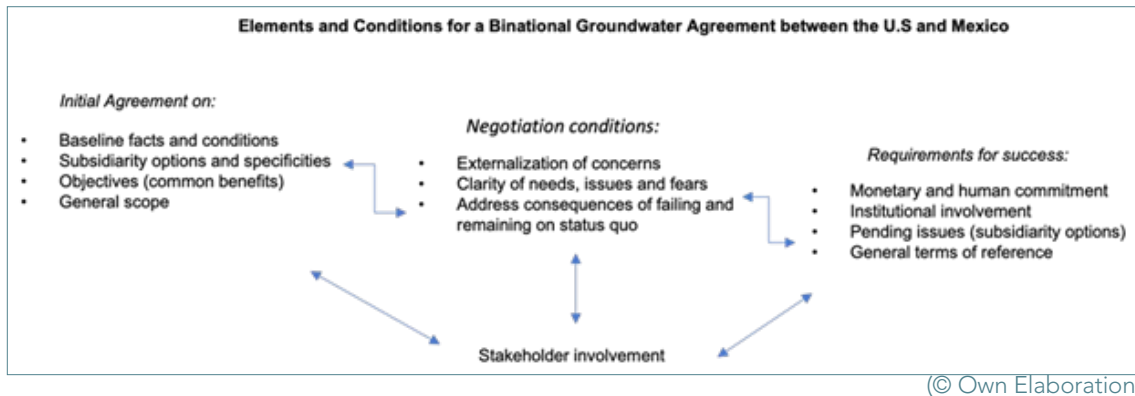 Elements and Conditions for a Binational Groundwater Agreement between the U.S and Mexico
Initial Agreement on:
• Baseline facts and conditions
• Subsidiarity options and specificities
• Objectives (common benefits)
• General scope
Negotiation conditions:
• Externalization of concerns
• Clarity of needs, issues and fears
• Address consequences of failing and
remaining on status quo
Requirements for success:
• Monetary and human commitment
• Institutional involvement
• Pending issues (subsidiarity options)
• General terms of reference
Stakeholder involvement
(© Own Elaboration